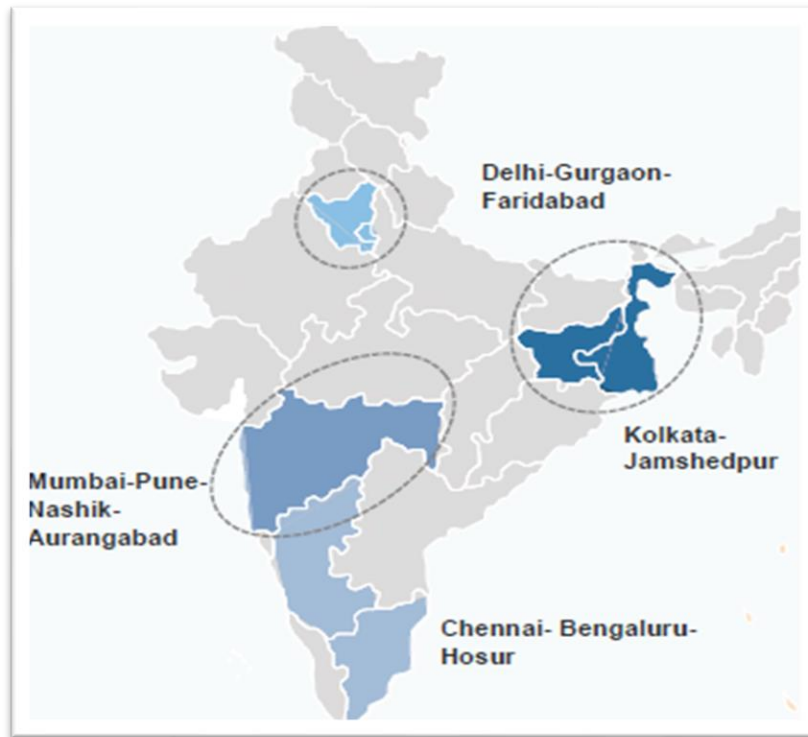 Delhi-Gurgaon-
Faridabad
Kolkata-
Jamshedpur
Mumbai-Pune-
Nashik-
Aurangabad
Chennai- Bengaluru-
Hosur